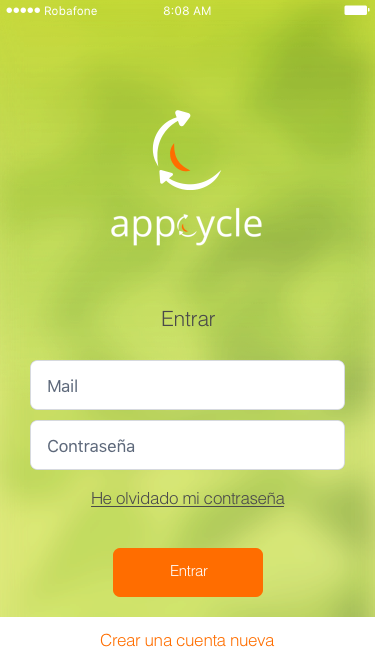 Robafone 8:08 AM
appcycle
Entrar
Mail
Contraseña
He olvidado mi contraseña
Entrar
Crear una cuenta nueva